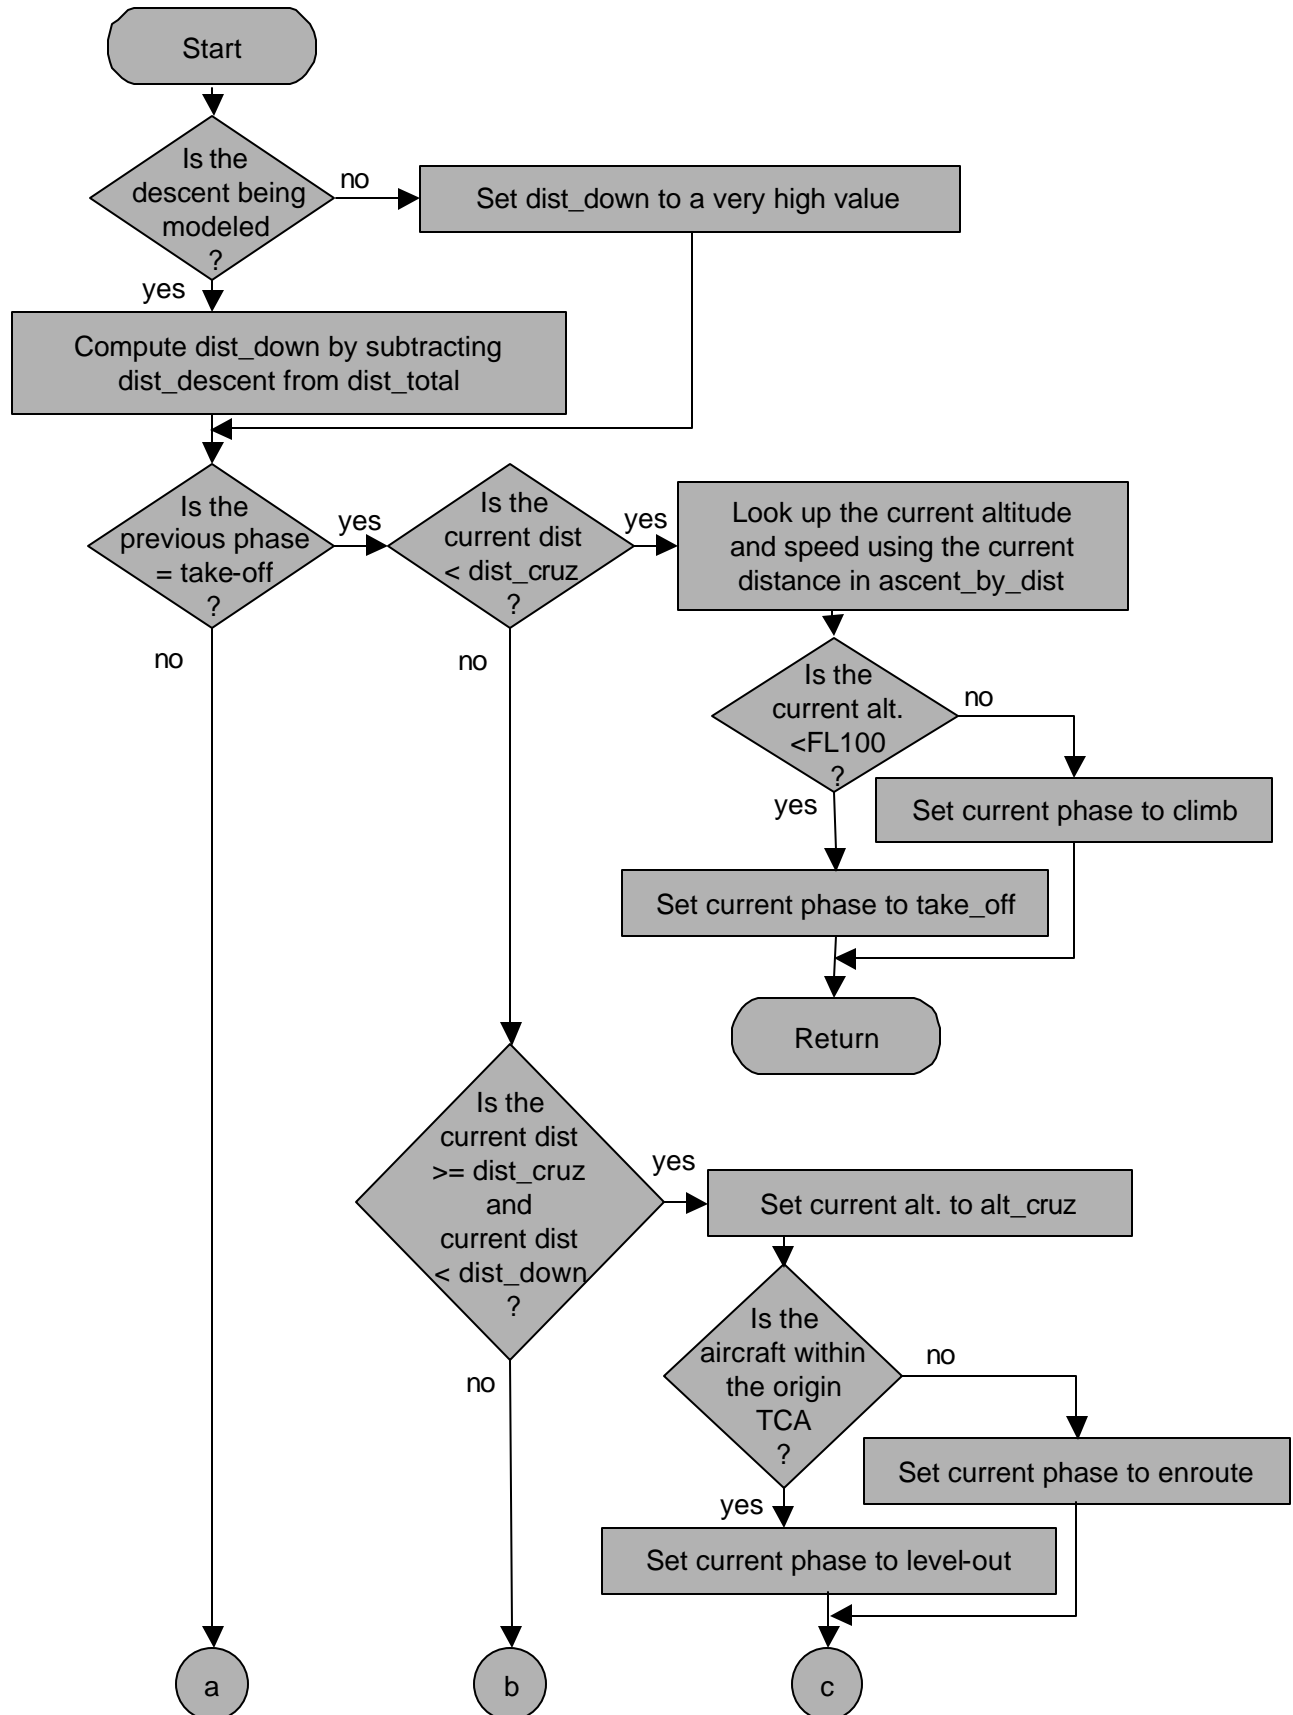 Start
Is the
descent being
modeled
?
no
Set dist_down to a very high value
yes
Compute dist_down by subtracting
dist_descent from dist_total
Is the
previous phase
= take-off
?
yes
Is the
current dist
< dist_cruz
?
yes
Look up the current altitude
and speed using the current
distance in ascent_by_dist
no
no
Is the
current alt.
<FL100
?
no
yes
Set current phase to climb
Set current phase to take_off
Return
Is the
current dist
>= dist_cruz
and
current dist
< dist_down
?
yes
Set current alt. to alt_cruz
no
Is the
aircraft within
the origin
TCA
?
no
Set current phase to enroute
yes
Set current phase to level-out
a
b
c